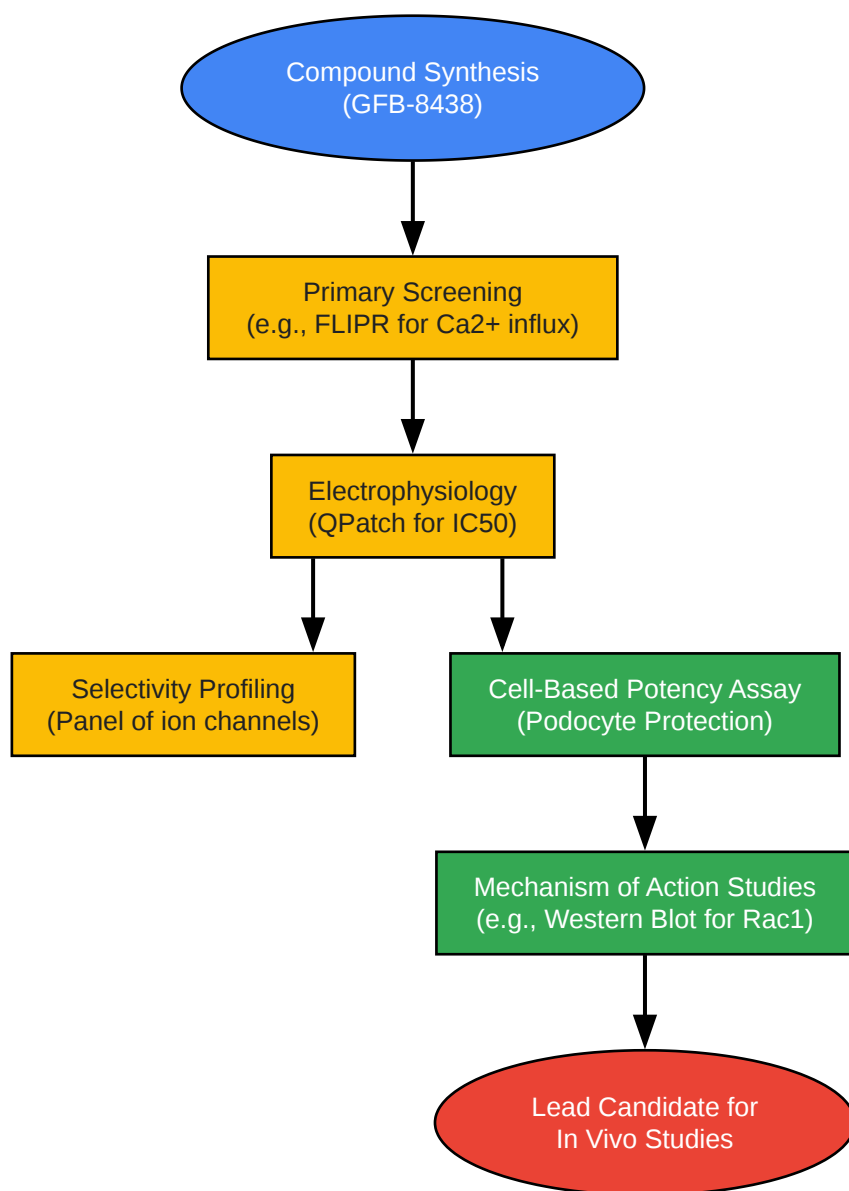 Compound Synthesis
(GFB-8438)
Primary Screening
(e.g., FLIPR for Ca2+ influx)
Electrophysiology
(QPatch for IC50)
Selectivity Profiling
(Panel of ion channels)
Cell-Based Potency Assay
(Podocyte Protection)
Mechanism of Action Studies
(e.g., Western Blot for Rac1)
Lead Candidate for
In Vivo Studies